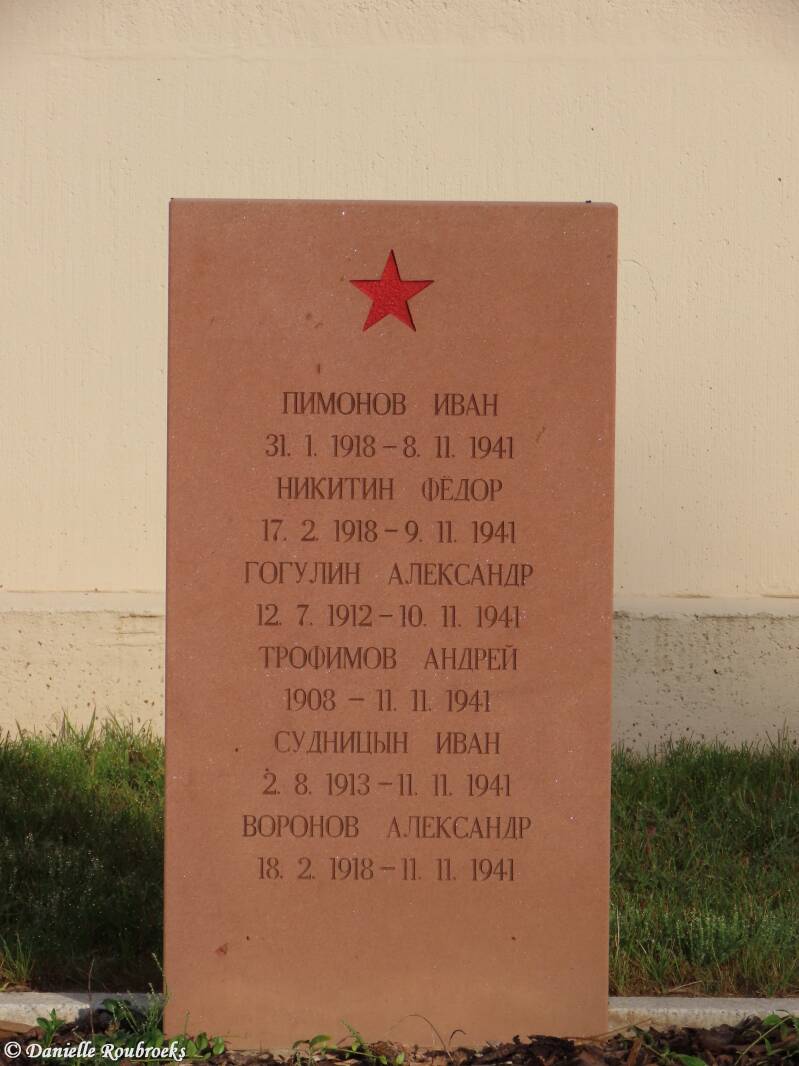 ПИМОНОВ ИВАН
31. 1. 1918 – 8. 11. 1941
НИКИТИН ФЁДОР
17. 2. 1918 – 9. 11. 1941
ГОГУЛИН АЛЕКСАНДР
12. 7. 1912 – 10. 11. 1941
ТРОФИМОВ АНДРЕЙ
1908 – 11. 11. 1941
СУДНИЦЫН ИВАН
2. 8. 1913 – 11. 11. 1941
ВОРОНОВ АЛЕКСАНДР
18. 2. 1918 – 11. 11. 1941
© Danielle Roubroeks